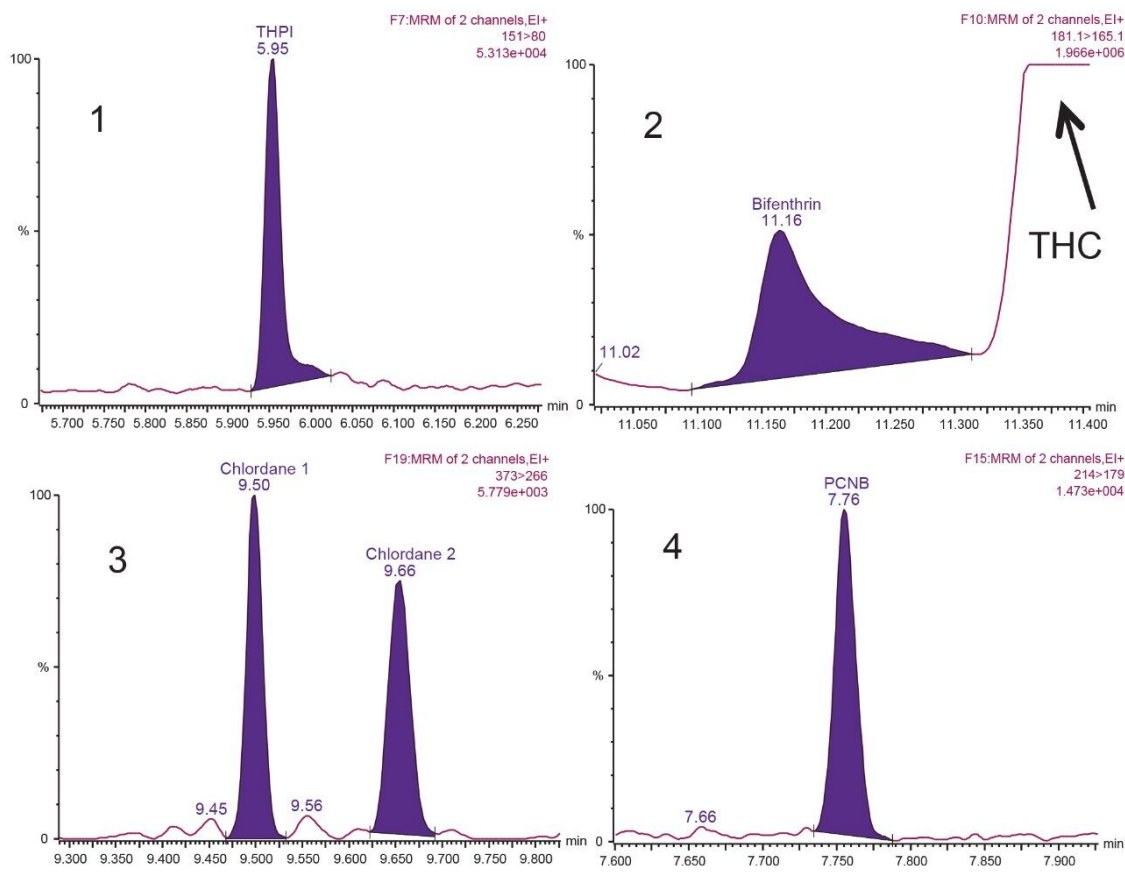 F7:MRM of 2 channels,EI+
151>80
5.313e+004
THPI
5.95
100
1
%
0
5.700 5.750 5.800 5.850 5.900 5.950 6.000 6.050 6.100 6.150 6.200 6.250 min
F10:MRM of 2 channels,EI+
181.1>165.1
1.966e+006
100
2
Bifenthrin
11.16
THC
%
11.02
0
11.050 11.100 11.150 11.200 11.250 11.300 11.350 11.400 min
F19:MRM of 2 channels,EI+
373>266
5.779e+003
Chlordane 1
9.50
100
3
Chlordane 2
9.66
%
9.45
9.56
0
9.300 9.350 9.400 9.450 9.500 9.550 9.600 9.650 9.700 9.750 9.800 min
F15:MRM of 2 channels,EI+
214>179
1.473e+004
PCNB
7.76
100
4
%
7.66
0
7.600 7.650 7.700 7.750 7.800 7.850 7.900 min